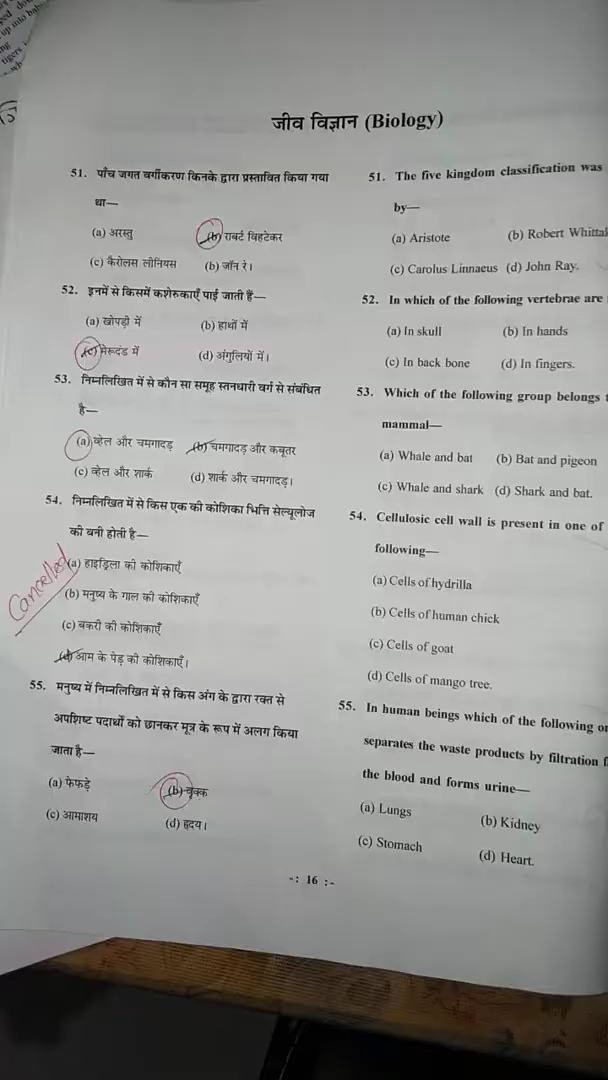 जीव विज्ञान (Biology)
51. पाँच जगत वर्गीकरण किनके द्वारा प्रस्तावित किया गया
था—
(a) अरस्तु (b) राबर्ट विहटेकर
(c) कैरोलस लीनियस (b) जॉन रे।
52. इनमें से किसमें कशेरुकाएँ पाई जाती हैं—
(a) खोपड़ी में (b) हाथों में
(c) मेरूदंड में (d) अंगुलियों में।
53. निम्नलिखित में से कौन सा समूह स्तनधारी वर्ग से संबंधित
है—
(a) व्हेल और चमगादड़ (b) चमगादड़ और कबूतर
(c) व्हेल और शार्क (d) शार्क और चमगादड़।
54. निम्नलिखित में से किस एक की कोशिका भित्ति सेल्यूलोज
की बनी होती है—
Cancelled
(a) हाइड्रिला की कोशिकाएँ
(b) मनुष्य के गाल की कोशिकाएँ
(c) बकरी की कोशिकाएँ
(d) आम के पेड़ की कोशिकाएँ।
55. मनुष्य में निम्नलिखित में से किस अंग के द्वारा रक्त से
अपशिष्ट पदार्थों को छानकर मूत्र के रूप में अलग किया
जाता है—
(a) फेफड़े (b) वृक्क
(c) आमाशय (d) हृदय।
51. The five kingdom classification was
by—
(a) Aristote (b) Robert
(c) Carolus Linnaeus (d) John Ray.
52. In which of the following vertebrae are
(a) In skull (b) In hands
(c) In back bone (d) In fingers.
53. Which of the following group belongs
mammal—
(a) Whale and bat (b) Bat and pigeon
(c) Whale and shark (d) Shark and bat.
54. Cellulosic cell wall is present in one of
following—
(a) Cells of hydrilla
(b) Cells of human chick
(c) Cells of goat
(d) Cells of mango tree.
55. In human beings which of the following
separates the waste products by filtration
the blood and forms urine—
(a) Lungs (b) Kidney
(c) Stomach (d) Heart.
-: 16 :-